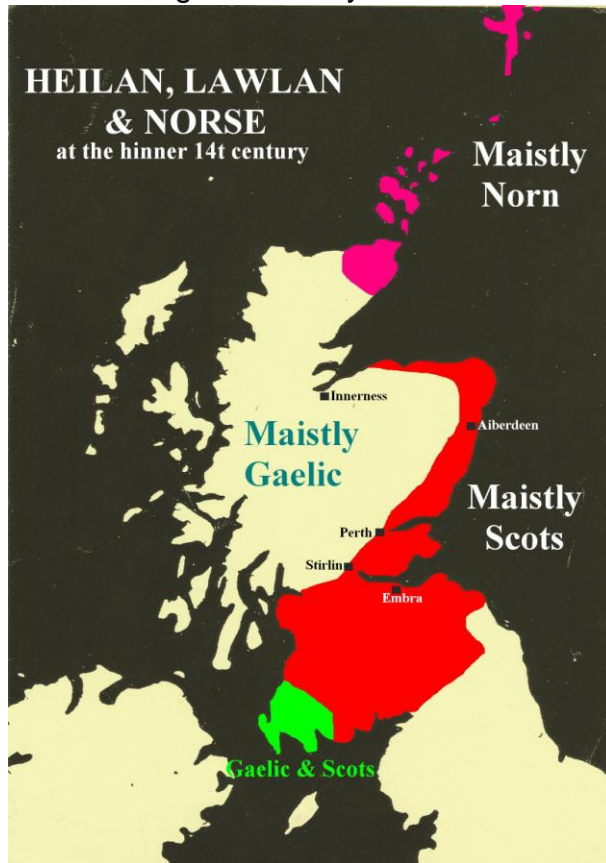 HEILAN, LAWLAN
& NORSE
at the hinner 14t century
Maistly
Norn
Innerness
Aiberdeen
Maistly
Gaelic
Maistly
Scots
Perth
Stirlin
Embra
Gaelic & Scots